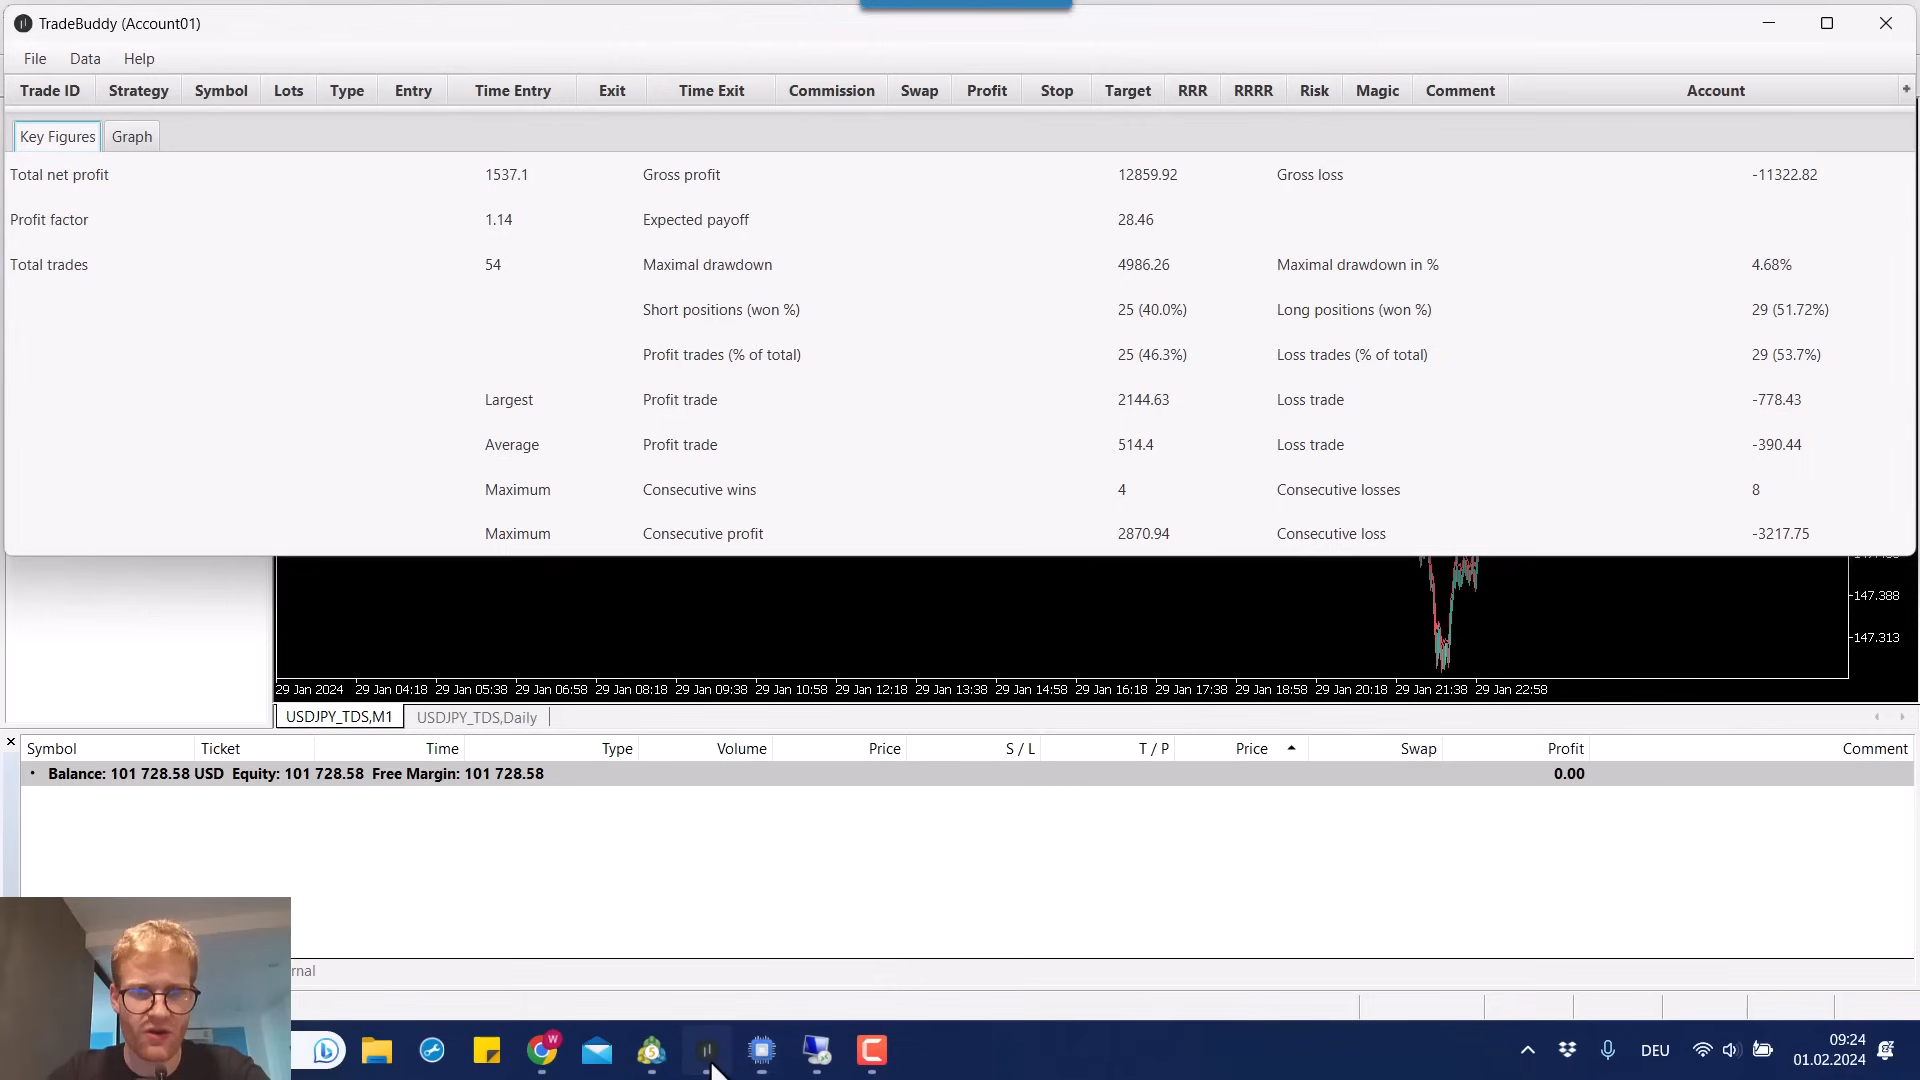 TradeBuddy (Account01)
File Data Help
Trade ID Strategy Symbol Lots Type Entry Time Entry Exit Time Exit Commission Swap Profit Stop Target RRR RRRR Risk Magic Comment Account +
Key Figures Graph
Total net profit 1537.1 Gross profit 12859.92 Gross loss -11322.82
Profit factor 1.14 Expected payoff 28.46
Total trades 54 Maximal drawdown 4986.26 Maximal drawdown in % 4.68%
Short positions (won %) 25 (40.0%) Long positions (won %) 29 (51.72%)
Profit trades (% of total) 25 (46.3%) Loss trades (% of total) 29 (53.7%)
Largest Profit trade 2144.63 Loss trade -778.43
Average Profit trade 514.4 Loss trade -390.44
Maximum Consecutive wins 4 Consecutive losses 8
Maximum Consecutive profit 2870.94 Consecutive loss -3217.75
147.388
147.313
29 Jan 2024 29 Jan 04:18 29 Jan 05:38 29 Jan 06:58 29 Jan 08:18 29 Jan 09:38 29 Jan 10:58 29 Jan 12:18 29 Jan 13:38 29 Jan 14:58 29 Jan 16:18 29 Jan 17:38 29 Jan 18:58 29 Jan 20:18 29 Jan 21:38 29 Jan 22:58
USDJPY_TDS,M1 USDJPY_TDS,Daily
Symbol Ticket Time Type Volume Price S / L T / P Price Swap Profit Comment
Balance: 101 728.58 USD Equity: 101 728.58 Free Margin: 101 728.58 0.00
rnal
W
DEU
09:24
01.02.2024